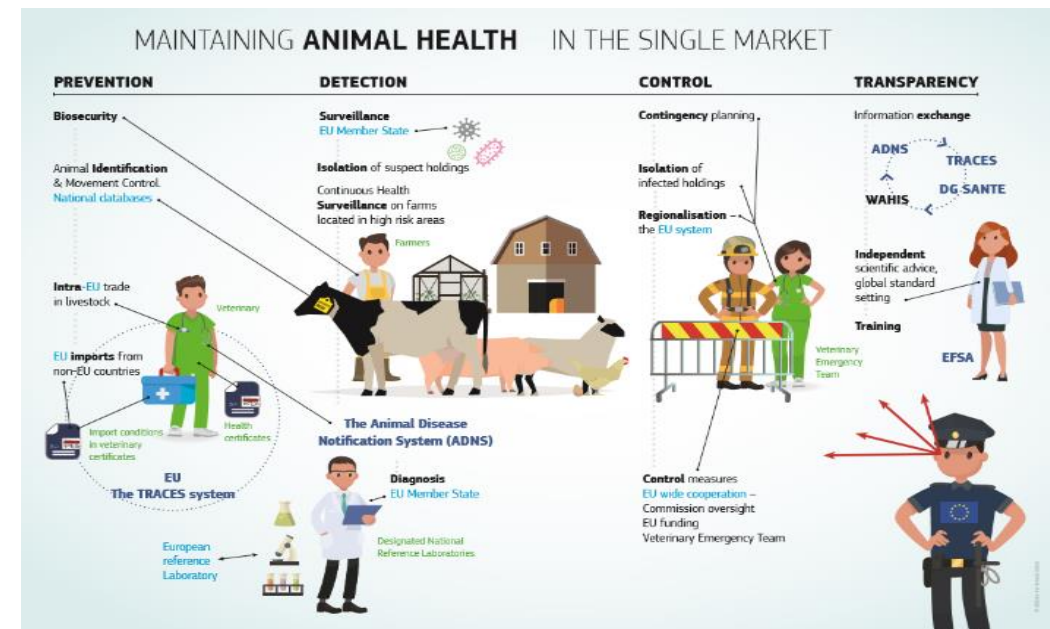 MAINTAINING ANIMAL HEALTH IN THE SINGLE MARKET
PREVENTION
Biosecurity
Animal Identification
& Movement Control.
National databases
Intra-EU trade
in livestock
Veterinary
EU imports from
non-EU countries
Import conditions
in veterinary
certificates
Health
certificates
EU
The TRACES system
DETECTION
Surveillance
EU Member State
Isolation of suspect holdings
Continuous Health
Surveillance on farms
located in high risk areas
Farmers
The Animal Disease
Notification System (ADNS)
Diagnosis
EU Member State
Designated National
Reference Laboratories
European
reference
Laboratory
CONTROL
Contingency planning
Isolation of
infected holdings
Regionalisation –
the EU system
Veterinary
Emergency
Team
Control measures
EU wide cooperation –
Commission oversight
EU funding
Veterinary Emergency Team
TRANSPARENCY
Information exchange
ADNS
TRACES
DG SANTE
WAHIS
Independent
scientific advice,
global standard
setting
Training
EFSA